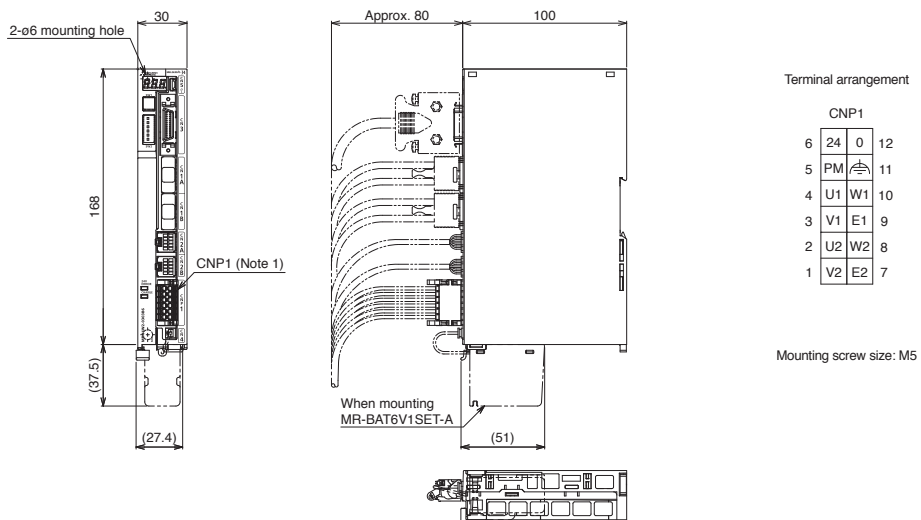 30
Approx. 80
100
2-ø6 mounting hole
168
CNP1 (Note 1)
(37.5)
(27.4)
When mounting
MR-BAT6V1SET-A
(51)
Terminal arrangement
CNP1
6 24 0 12
5 PM 11
4 U1 W1 10
3 V1 E1 9
2 U2 W2 8
1 V2 E2 7
Mounting screw size: M5